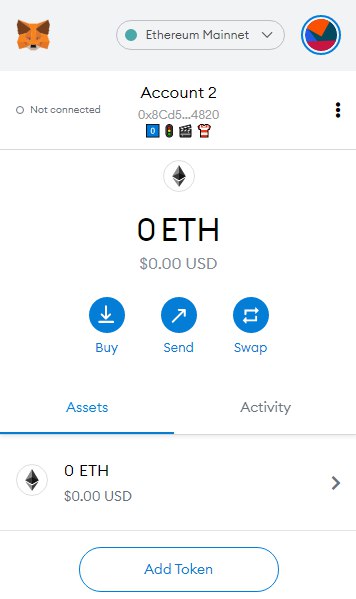 Ethereum Mainnet
Not connected
Account 2
0x8Cd5...4820
0 ETH
$0.00 USD
Buy
Send
Swap
Assets
Activity
0 ETH
$0.00 USD
Add Token